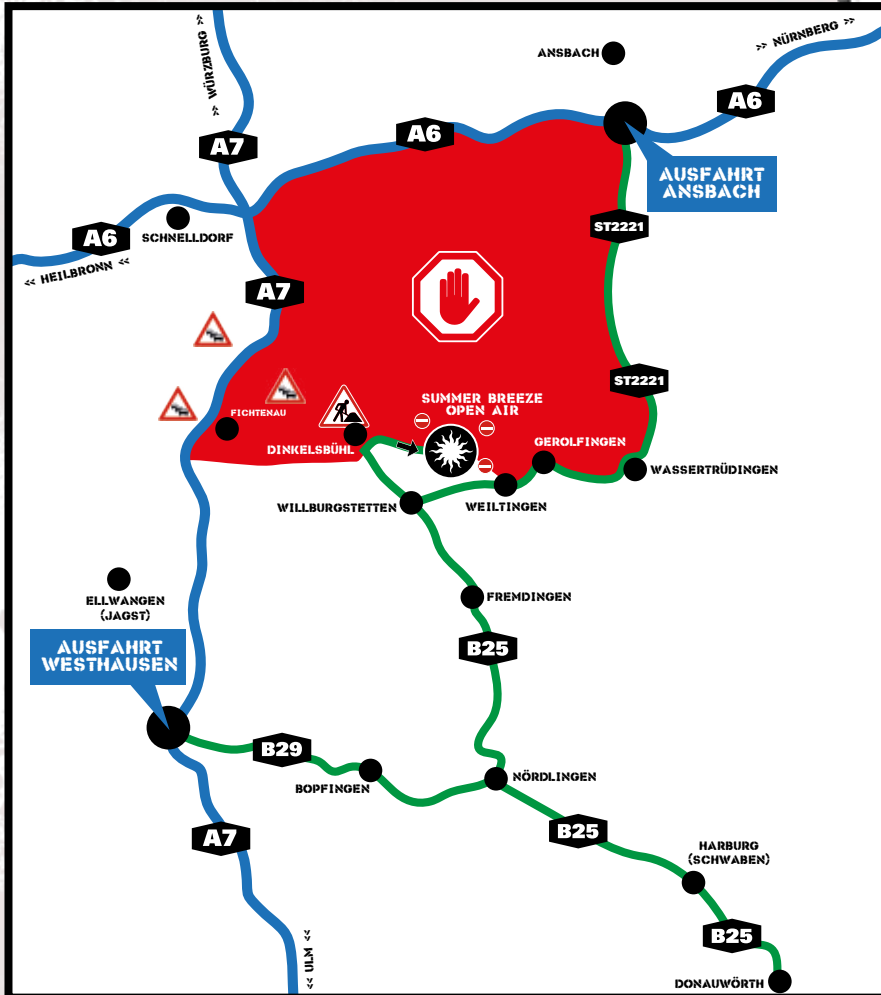 << WÜRZBURG >>
ANSBACH
>> NÜRNBERG >>
A6
A7
A6
AUSFAHRT
ANSBACH
A6
SCHNELLDORF
ST2221
<< HEILBRONN <<
A7
ST2221
SUMMER BREEZE
OPEN AIR
FICHTENAU
DINKELSBÜHL
GEROLFINGEN
WASSERTRÜDINGEN
WILLBURGSTETTEN
WEILTINGEN
ELLWANGEN
(JAGST)
FREMDINGEN
AUSFAHRT
WESTHAUSEN
B25
B29
BOPFINGEN
NÖRDLINGEN
A7
B25
HARBURG
(SCHWABEN)
B25
<< ULM <<
DONAUWÖRTH